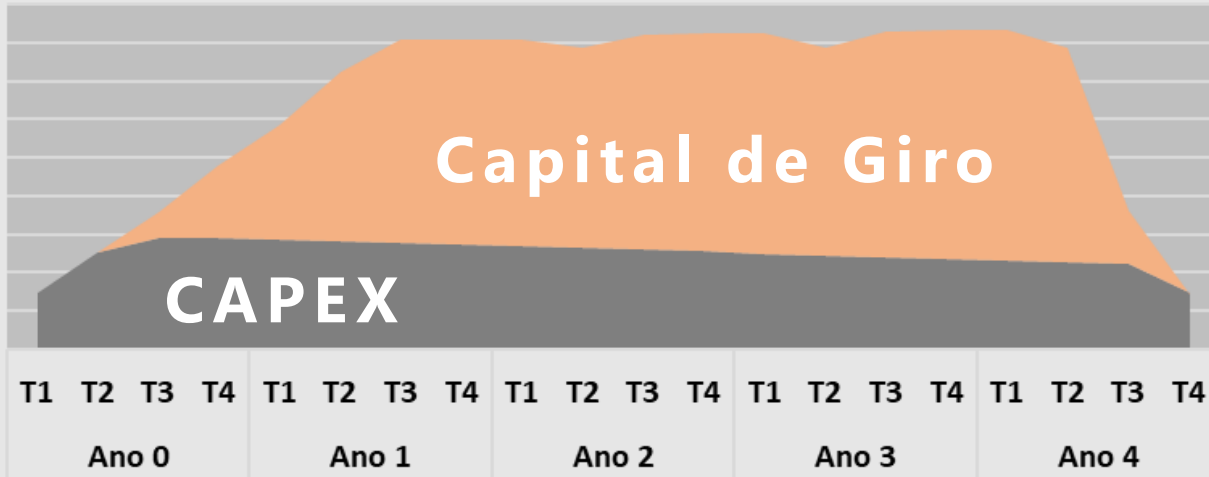 Capital de Giro
CAPEX
T1 T2 T3 T4 T1 T2 T3 T4 T1 T2 T3 T4 T1 T2 T3 T4 T1 T2 T3 T4
Ano 0 Ano 1 Ano 2 Ano 3 Ano 4